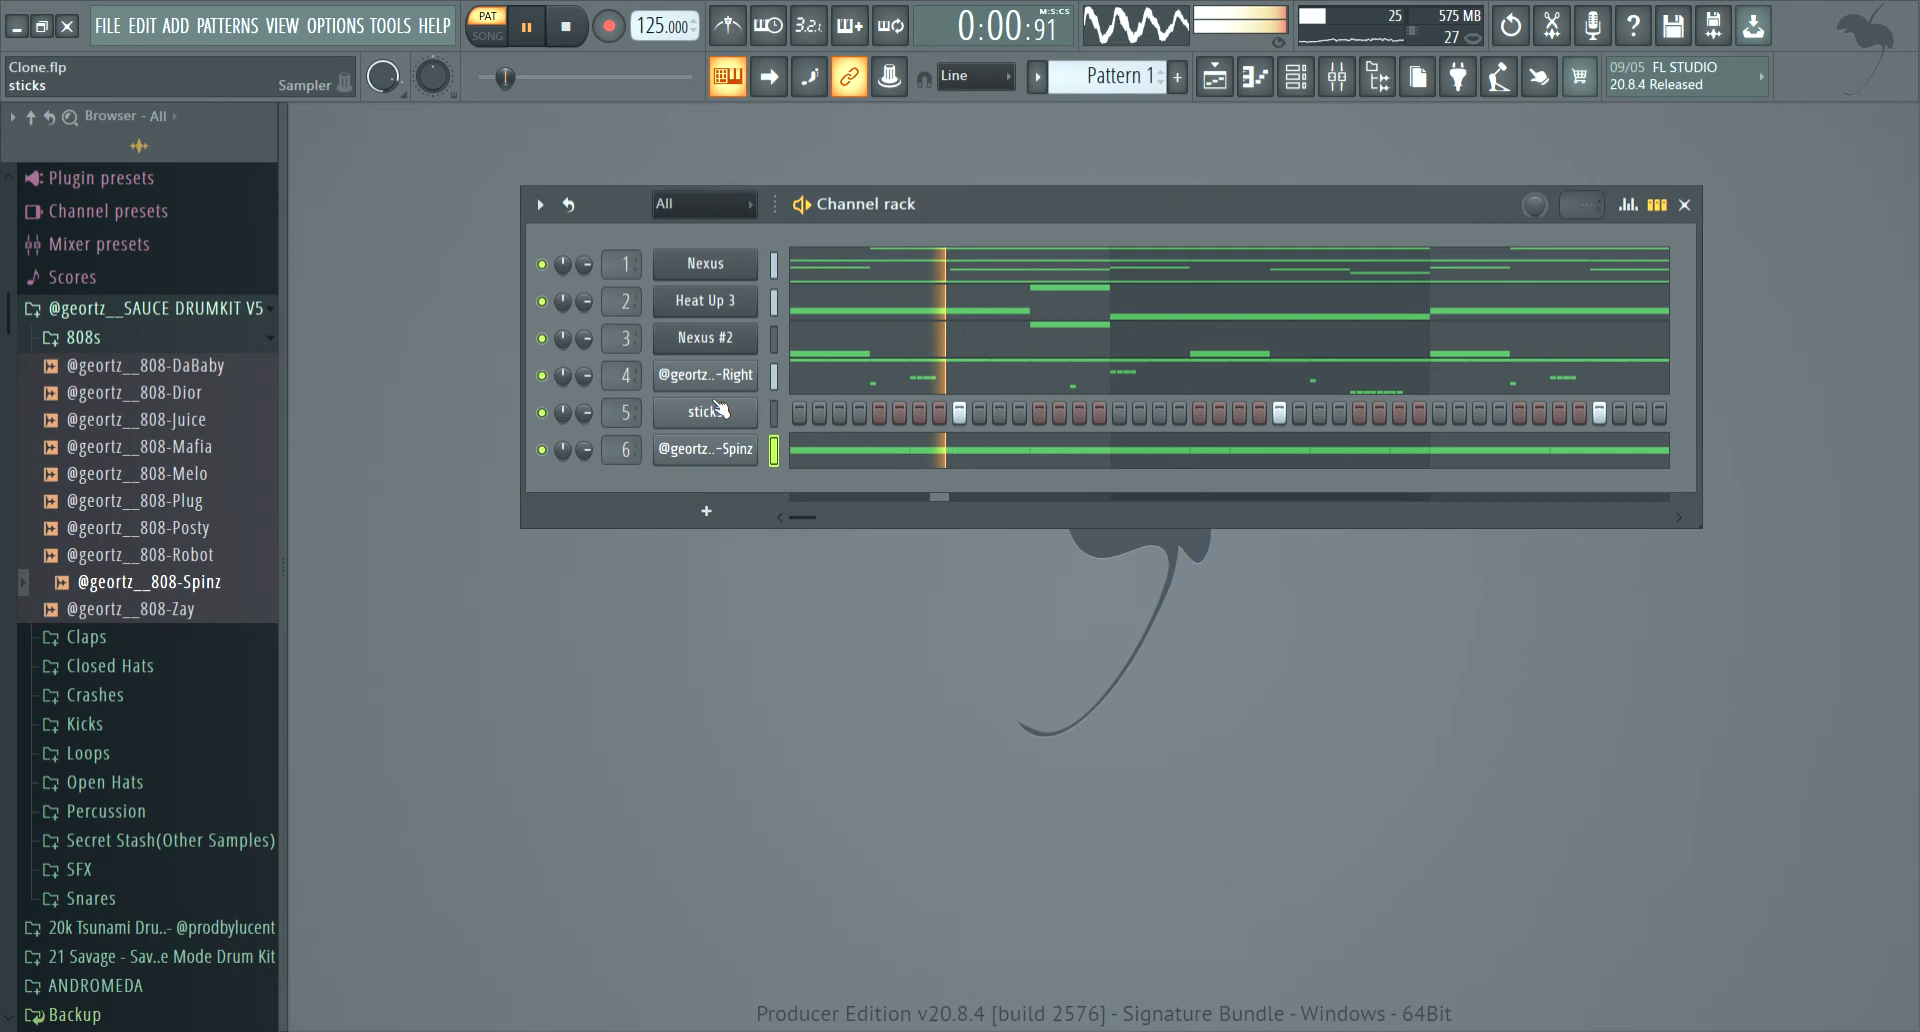 FILE EDIT ADD PATTERNS VIEW OPTIONS TOOLS HELP
PAT
SONG
125.000
3.2.
0:00:91
M:S:CS
25
575 MB
27
Clone.flp
sticks
Sampler
Line
Pattern 1
+
09/05 FL STUDIO
20.8.4 Released
Browser - All
Plugin presets
Channel presets
Mixer presets
Scores
@geortz__SAUCE DRUMKIT V5
808s
@geortz__808-DaBaby
@geortz__808-Dior
@geortz__808-Juice
@geortz__808-Mafia
@geortz__808-Melo
@geortz__808-Plug
@geortz__808-Posty
@geortz__808-Robot
@geortz__808-Spinz
@geortz__808-Zay
Claps
Closed Hats
Crashes
Kicks
Loops
Open Hats
Percussion
Secret Stash(Other Samples)
SFX
Snares
20k Tsunami Dru..- @prodbylucent
21 Savage - Sav..e Mode Drum Kit
ANDROMEDA
Backup
All
Channel rack
1 Nexus
2 Heat Up 3
3 Nexus #2
4 @geortz..-Right
5 sticks
6 @geortz..-Spinz
+
Producer Edition v20.8.4 [build 2576] - Signature Bundle - Windows - 64Bit